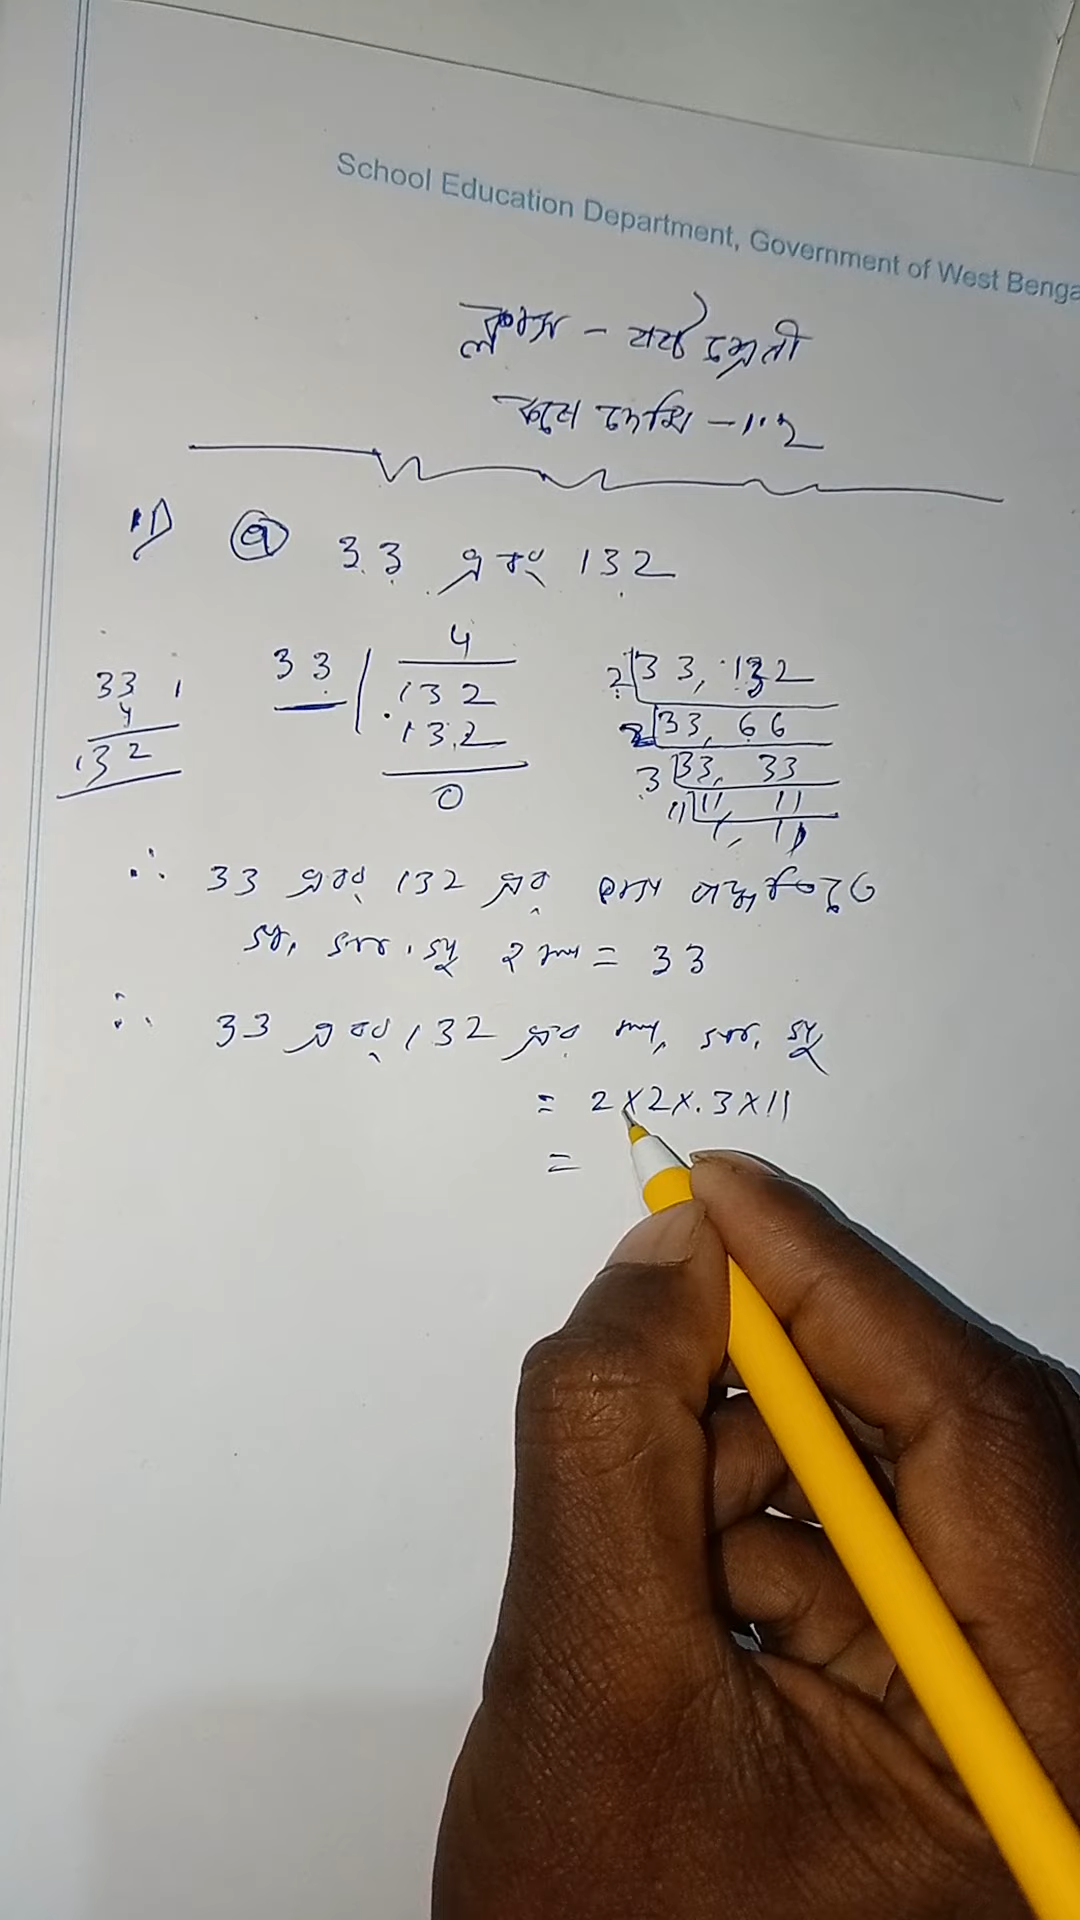 School Education Department, Government of West Benga
ক্লাস - ষষ্ঠ শ্রেণী
কষে দেখি - 1.2
1) a 33 এবং 132
4
33 | 132
132
0
33
4
132
2 | 33, 132
2 | 33, 66
3 | 33, 33
11 | 11, 11
1, 1
∴ 33 এবং 132 এর ভাগ পদ্ধতিতে
গ. সা. গু = 33
∴ 33 এবং 132 এর ল. সা. গু
= 2×2×.3×11
=